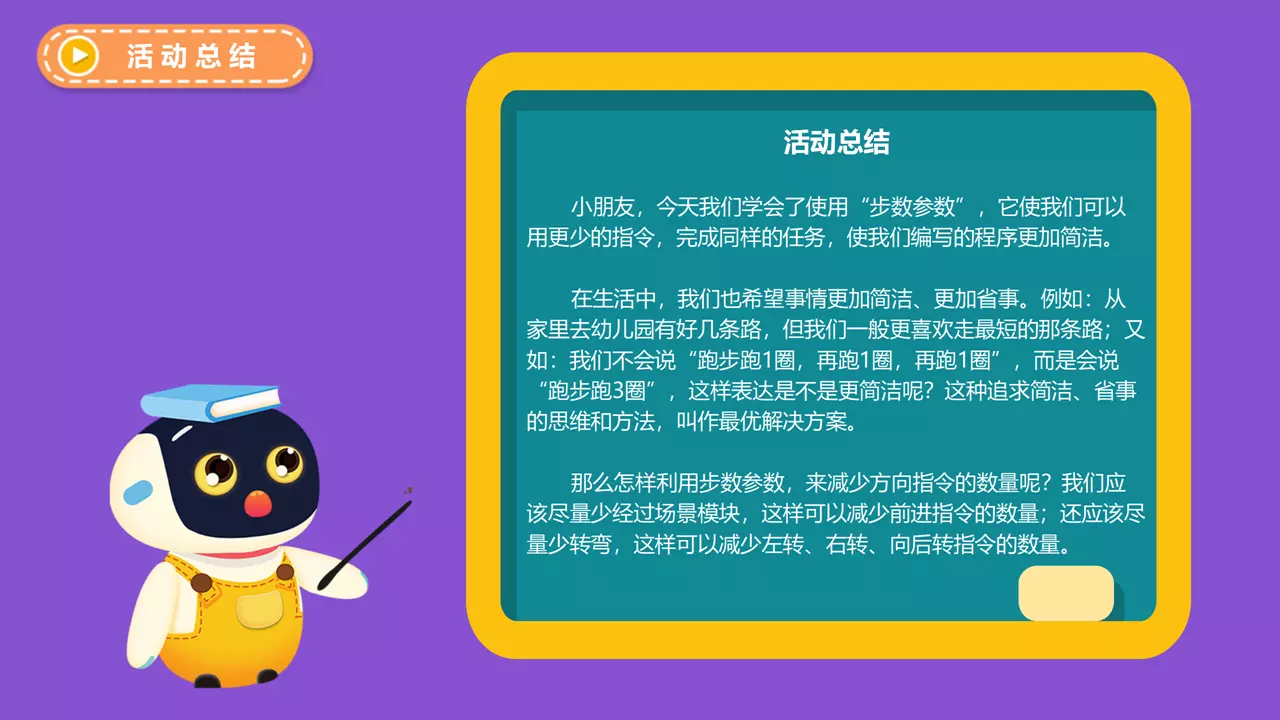 活动总结
活动总结
小朋友，今天我们学会了使用“步数参数”，它使我们可以
用更少的指令，完成同样的任务，使我们编写的程序更加简洁。
在生活中，我们也希望事情更加简洁、更加省事。例如：从
家里去幼儿园有好几条路，但我们一般更喜欢走最短的那条路；又
如：我们不会说“跑步跑1圈，再跑1圈，再跑1圈”，而是会说
“跑步跑3圈”，这样表达是不是更简洁呢？这种追求简洁、省事
的思维和方法，叫作最优解决方案。
那么怎样利用步数参数，来减少方向指令的数量呢？我们应
该尽量少经过场景模块，这样可以减少前进指令的数量；还应该尽
量少转弯，这样可以减少左转、右转、向后转指令的数量。